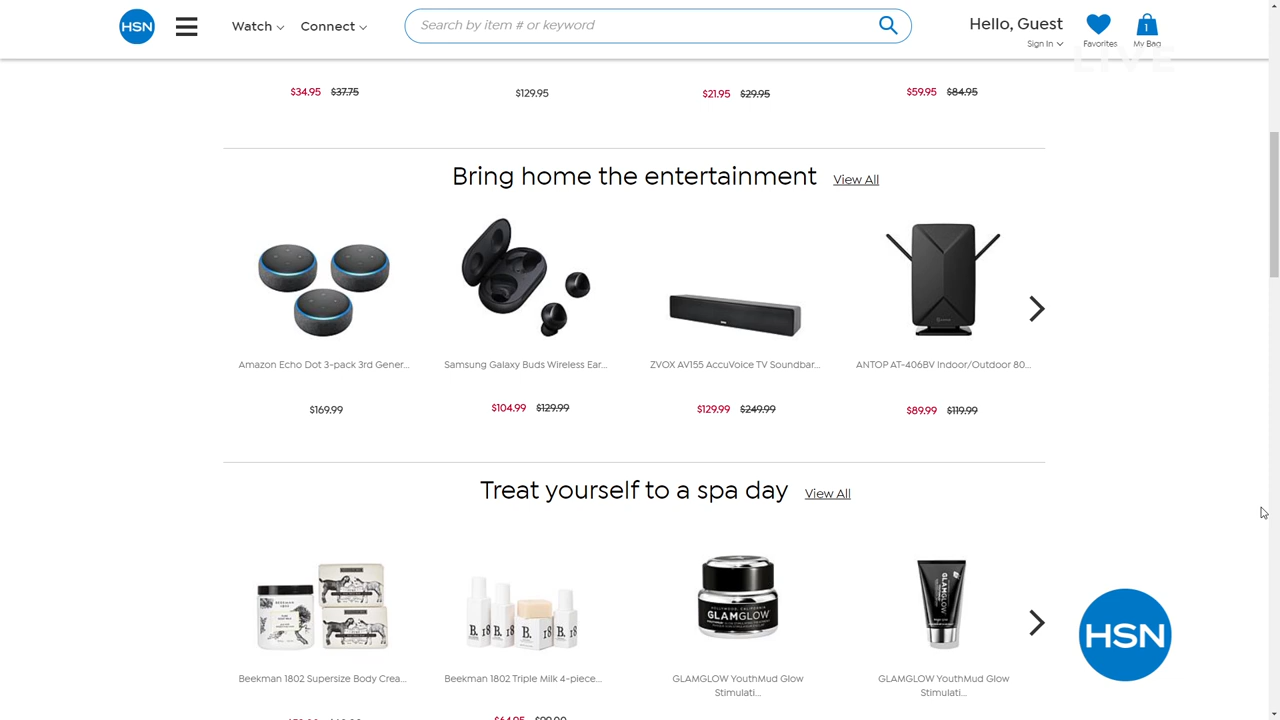 HSN
Watch
Connect
Search by item # or keyword
Hello, Guest
Sign In
Favorites
1
My Bag
LIVE
$34.95 $37.75
$129.95
$21.95 $29.95
$59.95 $84.95
Bring home the entertainment View All
Amazon Echo Dot 3-pack 3rd Gener...
Samsung Galaxy Buds Wireless Ear...
ZVOX AV155 AccuVoice TV Soundbar...
ANTOP AT-406BV Indoor/Outdoor 80...
$169.99
$104.99 $129.99
$129.99 $249.99
$89.99 $119.99
Treat yourself to a spa day View All
GLAMGLOW
GLAMGLOW
HSN
Beekman 1802 Supersize Body Crea...
Beekman 1802 Triple Milk 4-piece...
GLAMGLOW YouthMud Glow
Stimulati...
GLAMGLOW YouthMud Glow
Stimulati...